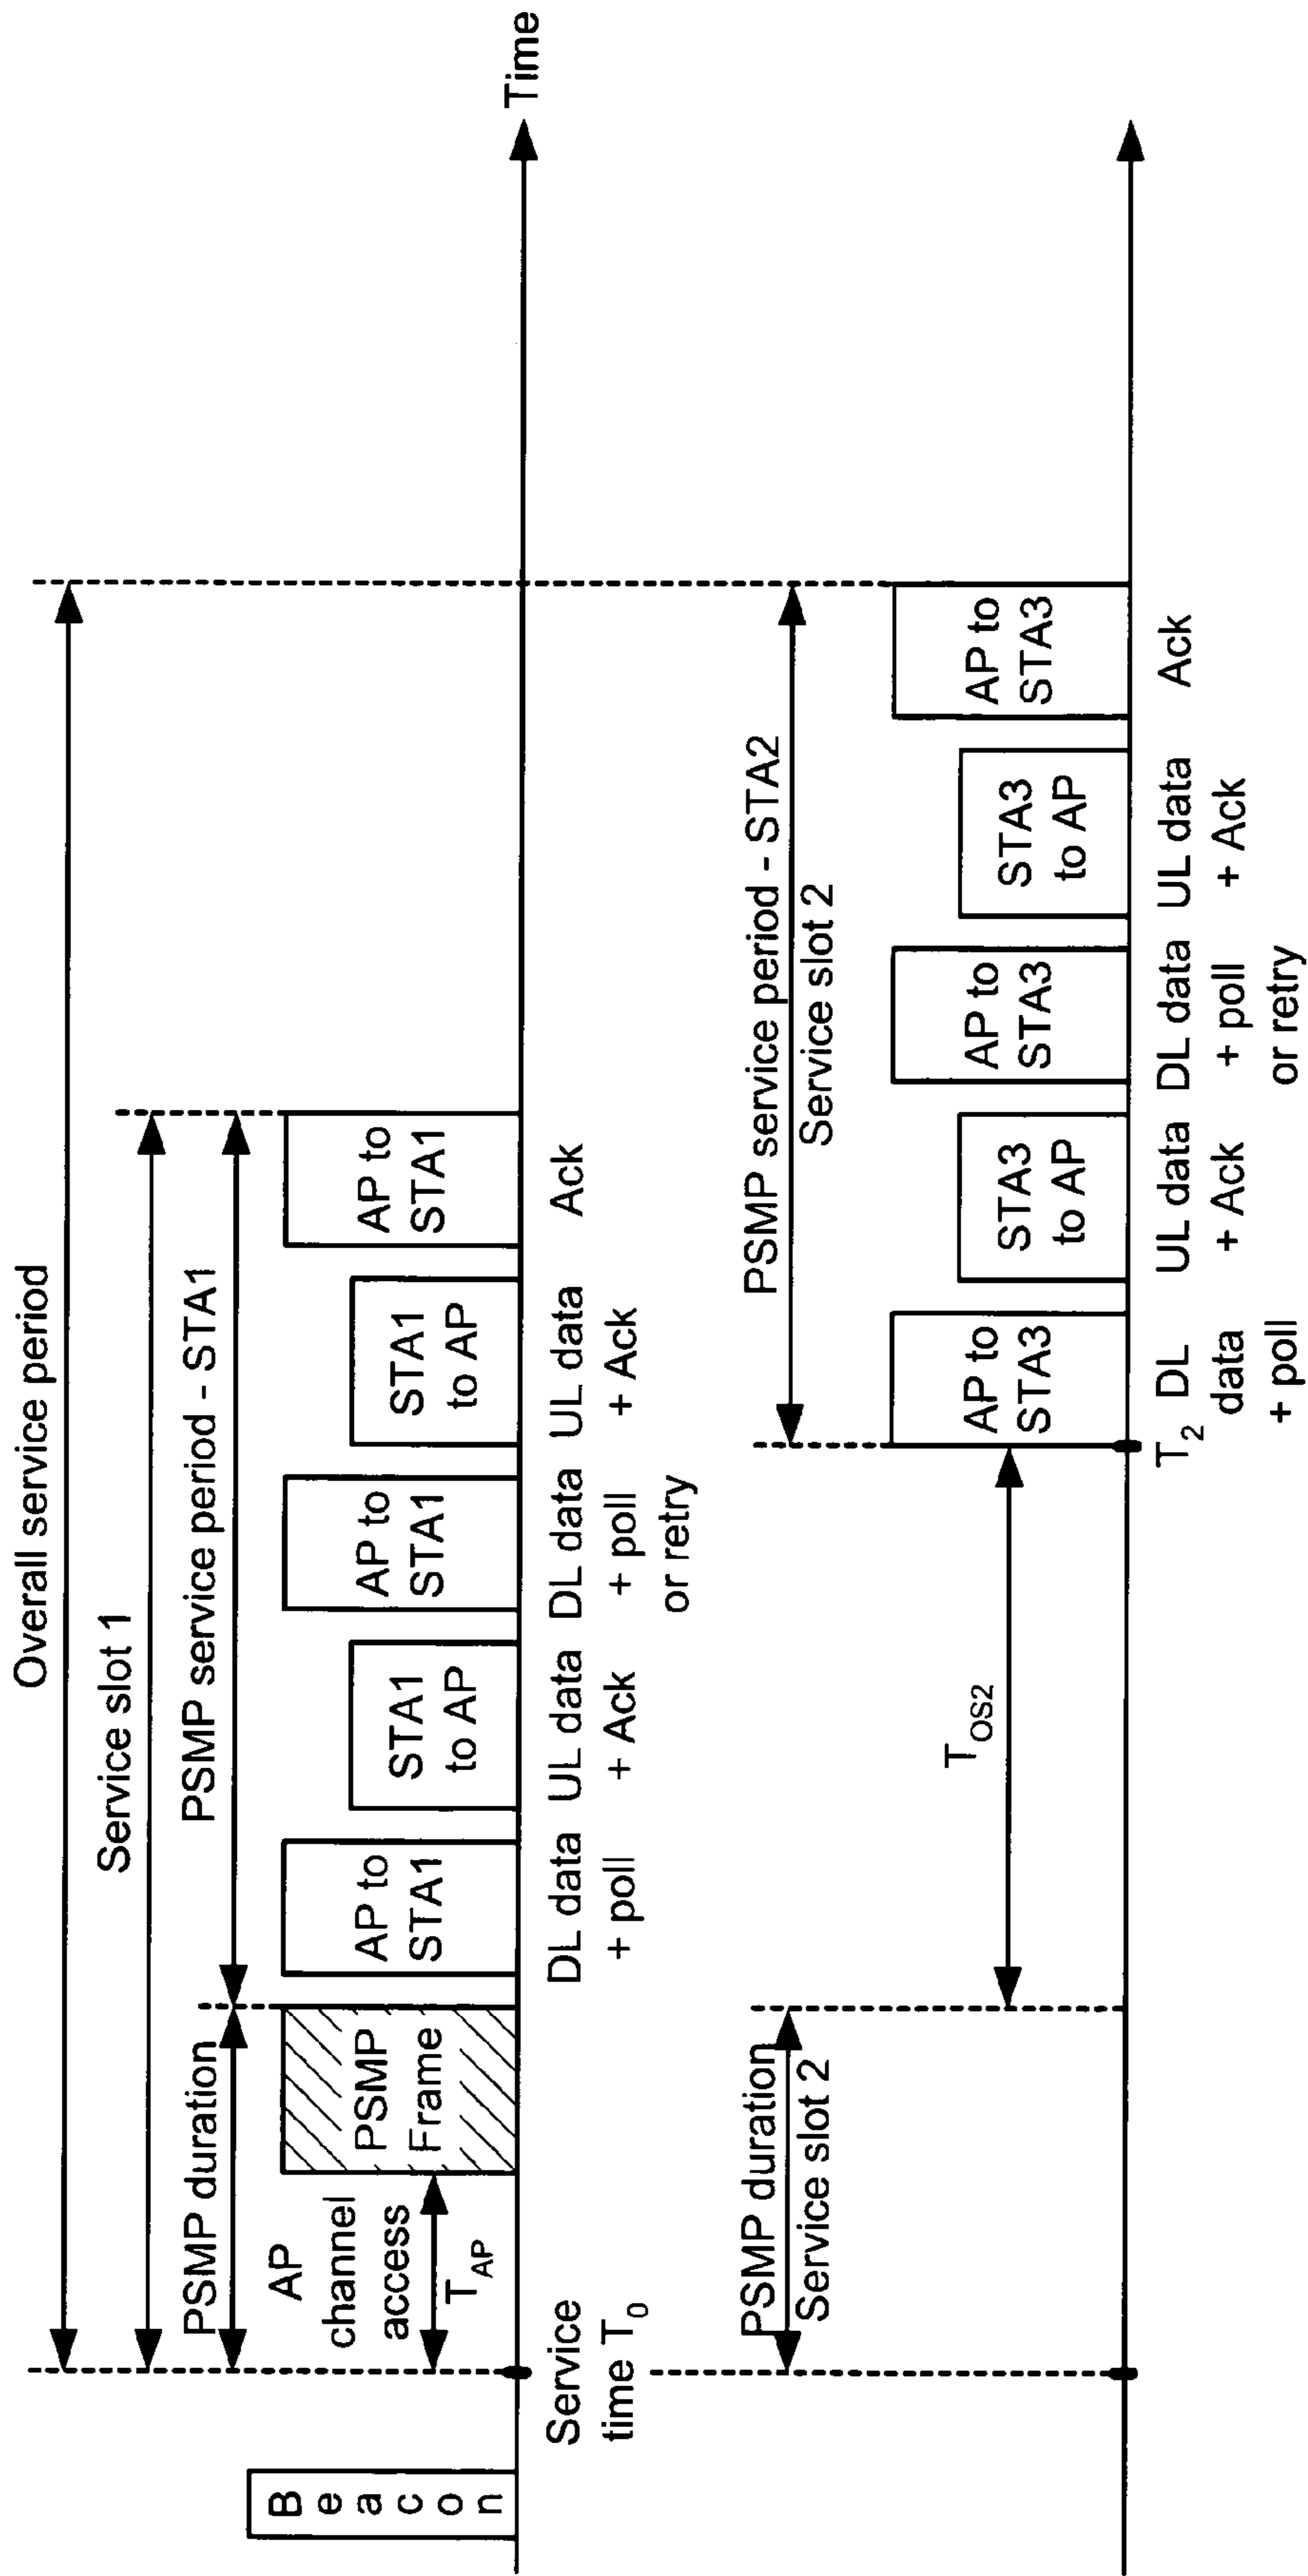 Overall service period
Service slot 1
PSMP duration
PSMP service period - STA1
B
e
a
c
o
n
AP
channel
access
T_AP
PSMP
Frame
AP to
STA1
STA1
to AP
AP to
STA1
STA1
to AP
AP to
STA1
Time
Service
time T_0
DL data
+ poll
UL data
+ Ack
DL data
+ poll
or retry
UL data
+ Ack
Ack
PSMP duration
Service slot 2
PSMP service period - STA2
Service slot 2
T_OS2
AP to
STA3
STA3
to AP
AP to
STA3
STA3
to AP
AP to
STA3
T_2
DL
data
+ poll
UL data
+ Ack
DL data
+ poll
or retry
UL data
+ Ack
Ack